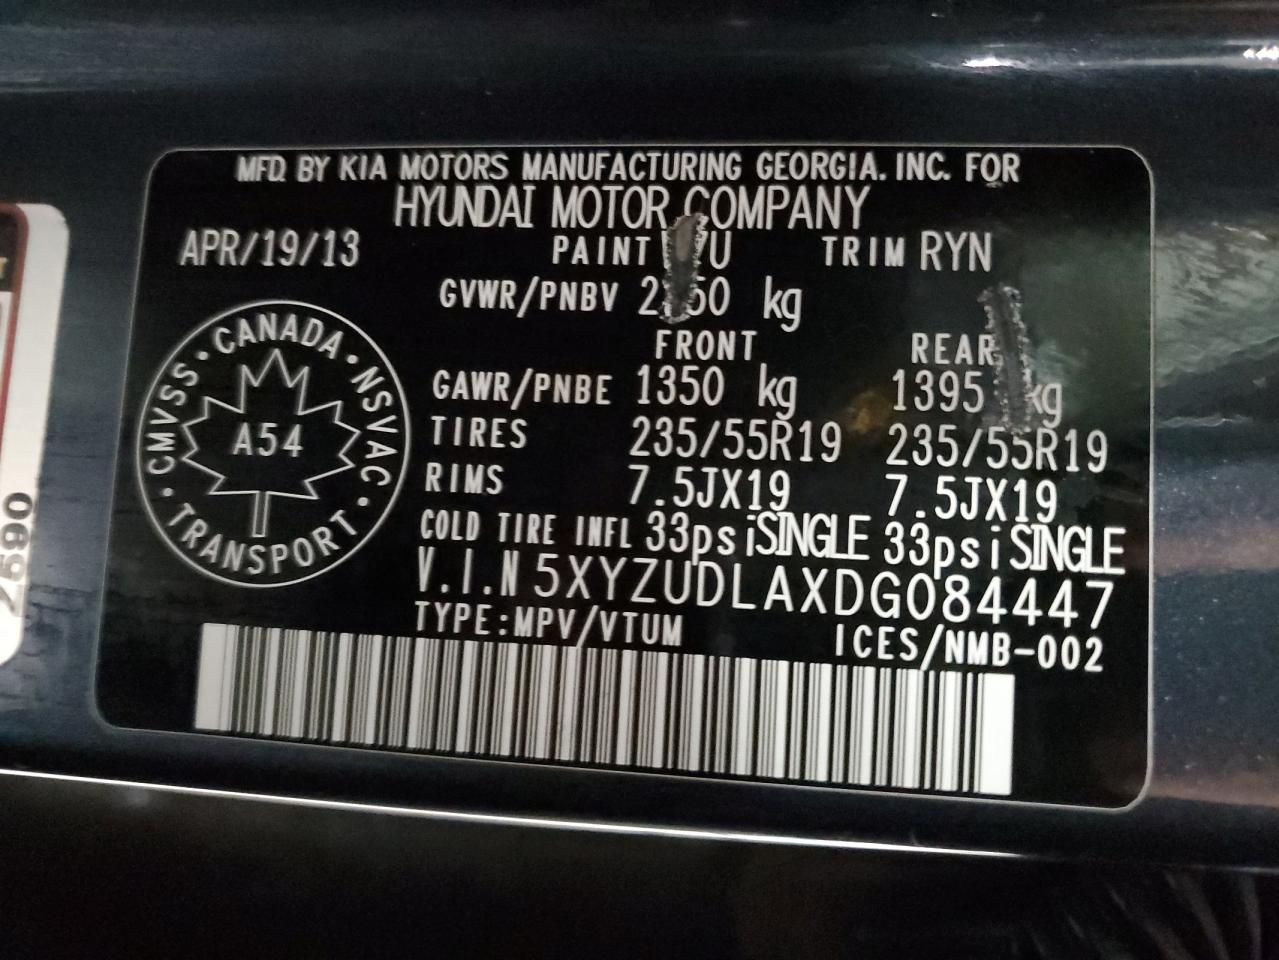 MFD. BY KIA MOTORS MANUFACTURING GEORGIA. INC. FOR
HYUNDAI MOTOR COMPANY
APR/19/13 PAINT TRIM RYN
GVWR/PNBV kg
FRONT REAR
GAWR/PNBE 1350 kg 1395 kg
TIRES 235/55R19 235/55R19
RIMS 7.5JX19 7.5JX19
COLD TIRE INFL 33psiSINGLE 33psiSINGLE
V.I.N 5XYZUDLAXDG084447
TYPE:MPV/VTUM ICES/NMB-002
CANADA • NSVAC • TRANSPORT • CMVSS •
A54
2690